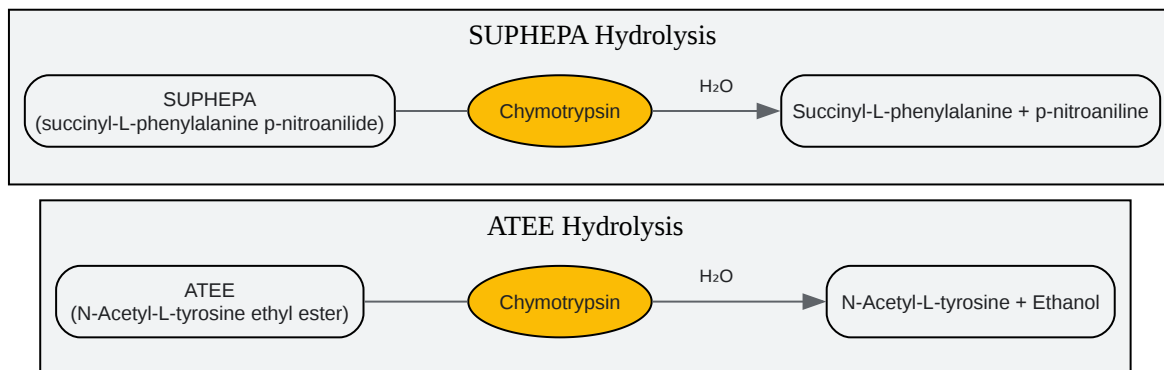 SUPHEPA Hydrolysis
SUPHEPA
(succinyl-L-phenylalanine p-nitroanilide)
Chymotrypsin
H₂O
Succinyl-L-phenylalanine + p-nitroaniline
ATEE Hydrolysis
ATEE
(N-Acetyl-L-tyrosine ethyl ester)
Chymotrypsin
H₂O
N-Acetyl-L-tyrosine + Ethanol